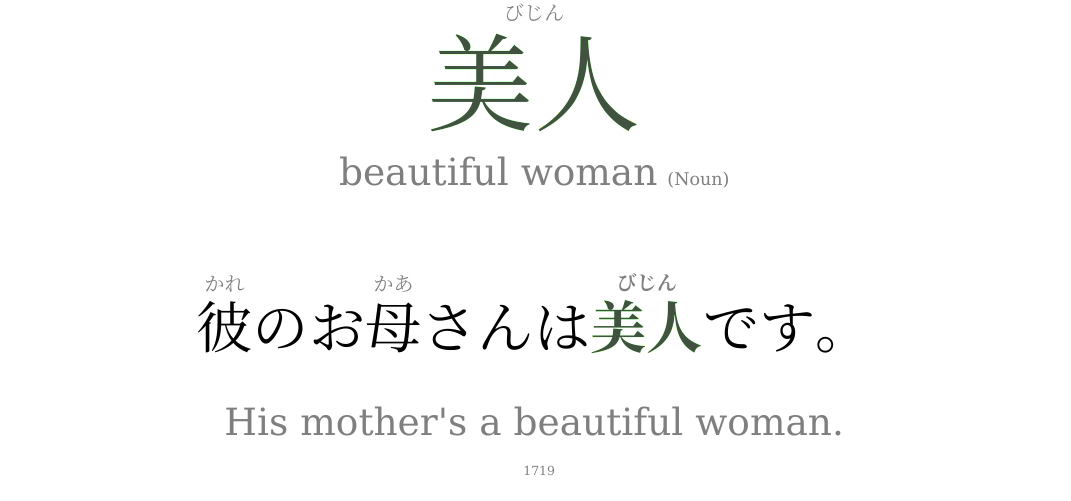 びじん
美人
beautiful woman (Noun)
かれ かあ びじん
彼のお母さんは美人です。
His mother's a beautiful woman.
1719